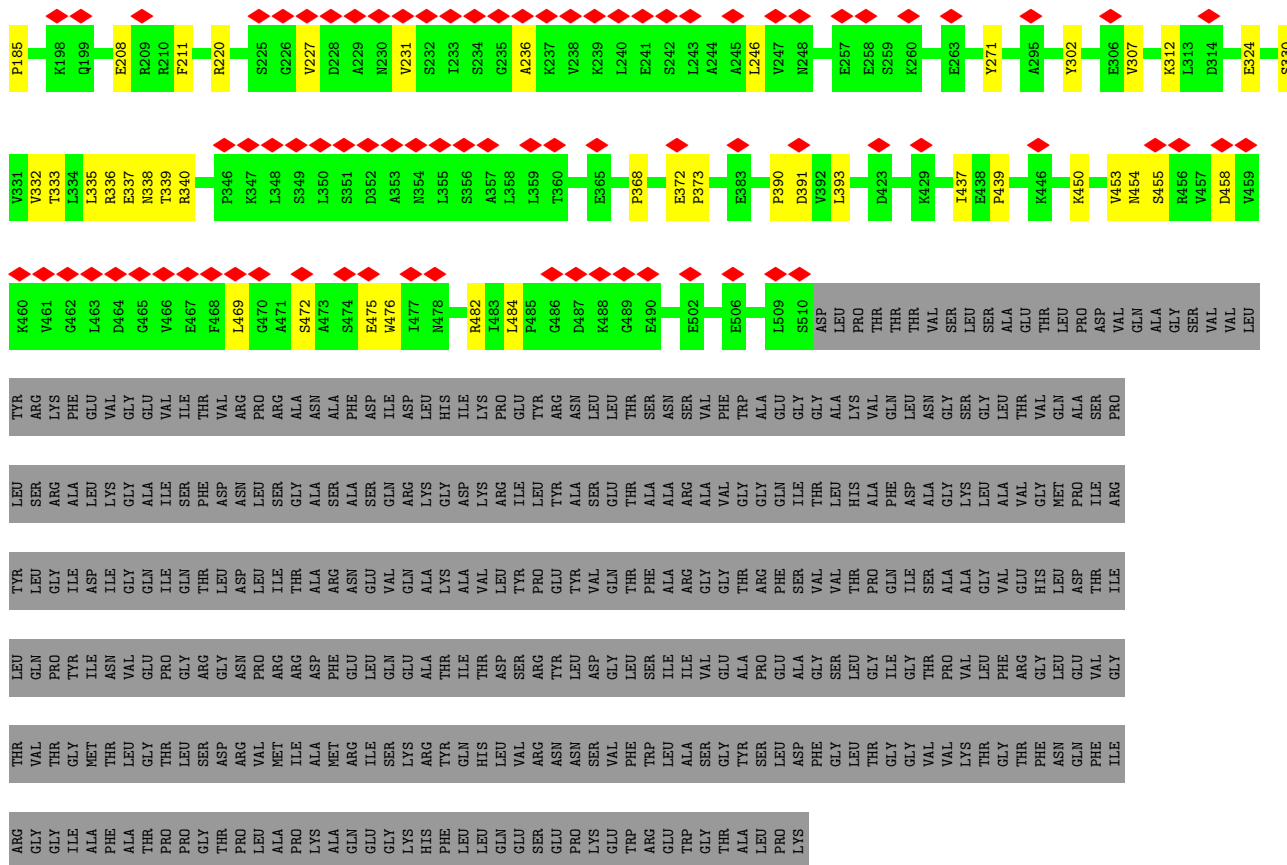 P185 K198 Q199 E208 R209 R210 F211 R220 S225 G226 V227 D228 A229 N230 V231 S232 I233 S234 G235 A236 K237 V238 K239 L240 E241 S242 L243 A244 A245 L246 V247 N248 E257 E258 S259 K260 E263 Y271 A295 Y302 E306 V307 K312 L313 D314 E324 S330
V331 V332 T333 L334 L335 R336 E337 N338 T339 R340 P346 K347 L348 S349 L350 S351 D352 A353 N354 L355 S356 A357 L358 L359 T360 E365 P368 E372 P373 E383 P390 D391 V992 L393 D423 K429 I437 E438 P439 K446 K450 V453 N454 S455 R456 V457 D458 V459
K460 V461 G462 L463 D464 G465 V466 E467 F468 L469 G470 A471 S472 A473 S474 E475 W476 I477 N478 R482 I483 L484 P485 G486 D487 K488 G489 E490 E502 E506 L509 S510 ASP LEU PRO THR THR THR VAL SER LEU SER ALA GLU THR LEU PRO ASP VAL GLN ALA GLY SER VAL VAL LEU
TYR ARG LYS PHE GLU VAL GLY GLU VAL ILE THR VAL ARG PRO ARG ALA ASN ALA PHE ASP ILE ASP LEU HIS ILE LYS PRO GLU TYR ARG ASN LEU LEU THR SER ASN SER VAL PHE TRP ALA GLU GLY GLY ALA LYS VAL GLN LEU ASN GLY SER GLY LEU THR VAL GLN ALA SER PRO
LEU SER ARG ALA LEU LYS GLY ALA ILE SER PHE ASP ASN LEU SER GLY ALA SER ALA SER GLN ARG LYS GLY ASP LYS ARG ILE LEU TYR ALA SER GLU THR ALA ALA ARG ALA VAL GLY GLY GLN ILE THR LEU HIS ALA PHE ASP ALA GLY LYS LEU ALA VAL GLY MET PRO ILE ARG
TYR LEU GLY ILE ASP ILE GLY GLN ILE GLN THR LEU ASP LEU ILE THR ALA ARG ASN GLU VAL GLN ALA LYS ALA VAL LEU TYR PRO GLU TYR VAL GLN THR PHE ALA ARG GLY GLY THR ARG PHE SER VAL VAL THR PRO GLN ILE SER ALA ALA GLY VAL GLU HIS LEU ASP THR ILE
LEU GLN PRO TYR ILE ASN VAL GLU PRO GLY ARG GLY ASN PRO ARG ARG ASP PHE GLU LEU GLN GLU ALA THR ILE THR ASP SER ARG TYR LEU ASP GLY LEU SER ILE ILE VAL GLU ALA PRO GLU ALA GLY SER LEU GLY ILE GLY THR PRO VAL LEU PHE ARG GLY LEU GLU VAL GLY
THR VAL THR GLY MET THR LEU GLY THR LEU SER ASP ARG VAL MET ILE ALA MET ARG ILE SER LYS ARG TYR GLN HIS LEU VAL ARG ASN ASN SER VAL PHE TRP LEU ALA SER GLY TYR SER LEU ASP PHE GLY LEU THR GLY GLY VAL VAL LYS THR GLY THR PHE ASN GLN PHE ILE
ARG GLY GLY ILE ALA PHE ALA THR PRO PRO GLY THR PRO LEU ALA PRO LYS ALA GLN GLU GLY LYS HIS PHE LEU LEU GLN GLU SER GLU PRO LYS GLU TRP ARG GLU TRP GLY THR ALA LEU PRO LYS